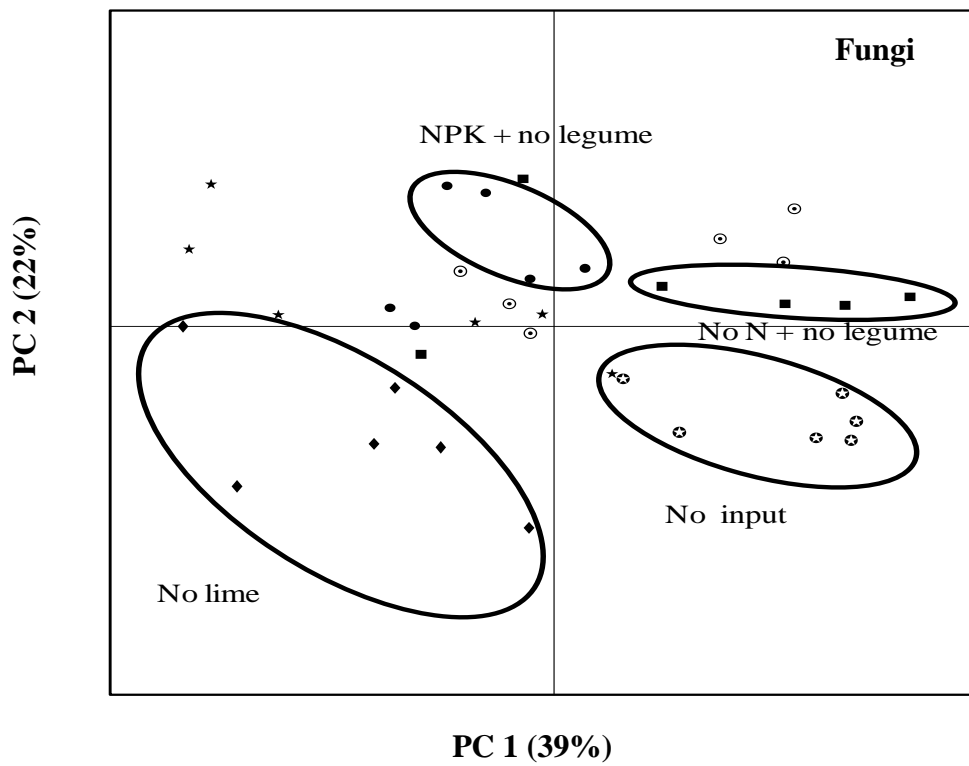 Fungi
NPK + no legume
PC 2 (22%)
No N + no legume
No input
No lime
PC 1 (39%)